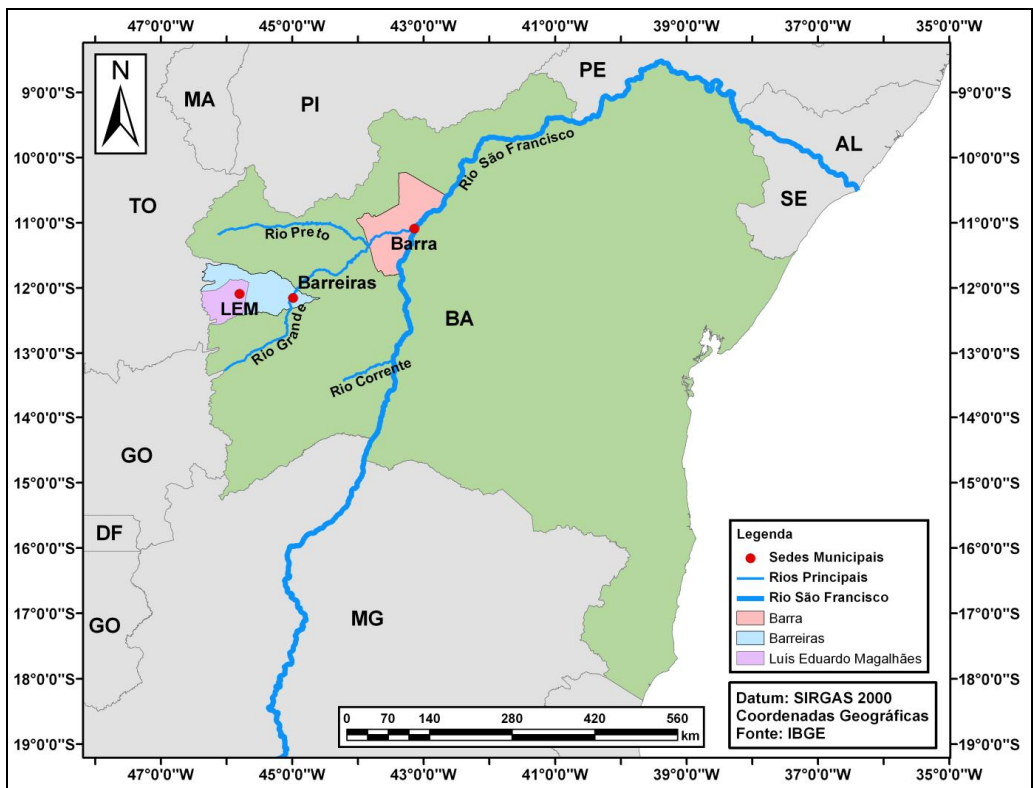 47°0'0"W 45°0'0"W 43°0'0"W 41°0'0"W 39°0'0"W 37°0'0"W 35°0'0"W
N
MA
PI
PE
AL
SE
TO
BA
GO
DF
GO
MG
Rio São Francisco
Rio Preto
Barra
Barreiras
LEM
Rio Grande
Rio Corrente
9°0'0"S
10°0'0"S
11°0'0"S
12°0'0"S
13°0'0"S
14°0'0"S
15°0'0"S
16°0'0"S
17°0'0"S
18°0'0"S
19°0'0"S
9°0'0"S
10°0'0"S
11°0'0"S
12°0'0"S
13°0'0"S
14°0'0"S
15°0'0"S
16°0'0"S
17°0'0"S
18°0'0"S
19°0'0"S
Legenda
Sedes Municipais
Rios Principais
Rio São Francisco
Barra
Barreiras
Luís Eduardo Magalhães
Datum: SIRGAS 2000
Coordenadas Geográficas
Fonte: IBGE
0 70 140 280 420 560
km
47°0'0"W 45°0'0"W 43°0'0"W 41°0'0"W 39°0'0"W 37°0'0"W 35°0'0"W